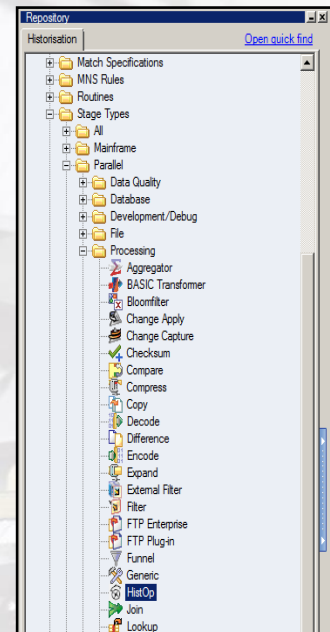 Repository
Historisation Open quick find
Match Specifications
MNS Rules
Routines
Stage Types
All
Mainframe
Parallel
Data Quality
Database
Development/Debug
File
Processing
Aggregator
BASIC Transformer
Bloomfilter
Change Apply
Change Capture
Checksum
Compare
Compress
Copy
Decode
Difference
Encode
Expand
External Filter
Filter
FTP Enterprise
FTP Plug-in
Funnel
Generic
HistOp
Join
Lookup